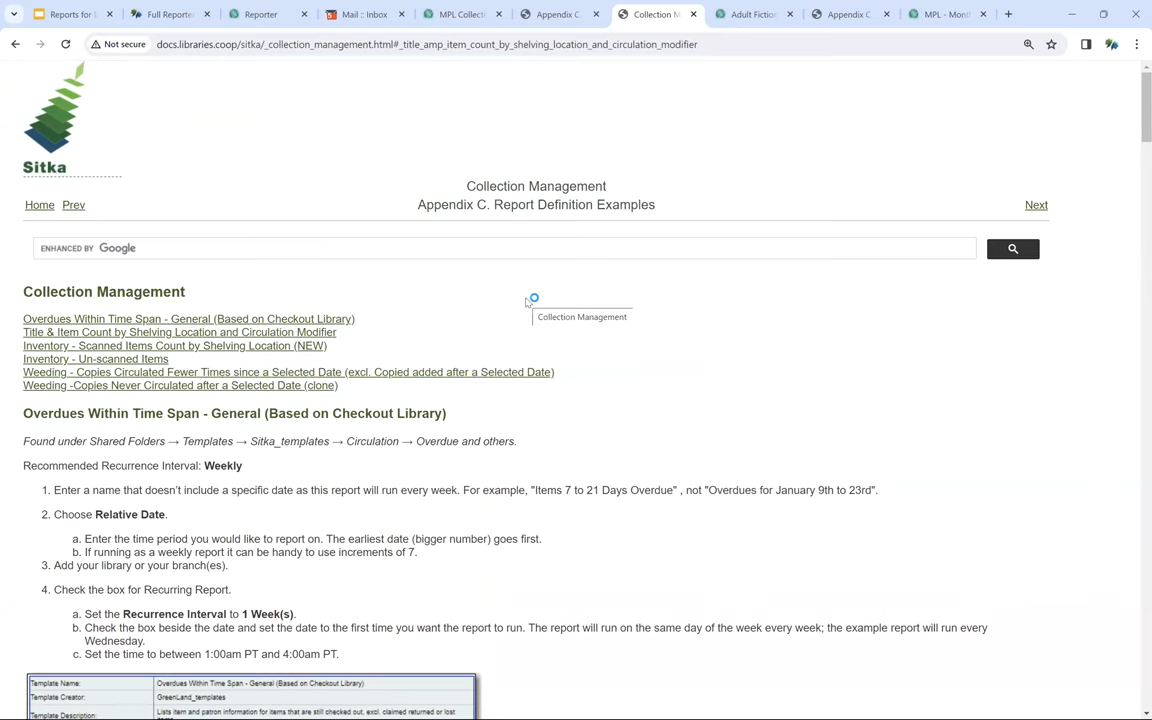 Reports for L
Full Reporter
Reporter
Mail :: Inbox
MPL Collecti
Appendix C.
Collection M
Adult Fiction
Appendix C
MPL - Month
Not secure
docs.libraries.coop/sitka/_collection_management.html#_title_amp_item_count_by_shelving_location_and_circulation_modifier
Sitka
Collection Management
Home Prev Appendix C. Report Definition Examples Next
ENHANCED BY Google
Collection Management
Overdues Within Time Span - General (Based on Checkout Library)
Title & Item Count by Shelving Location and Circulation Modifier
Collection Management
Inventory - Scanned Items Count by Shelving Location (NEW)
Inventory - Un-scanned Items
Weeding - Copies Circulated Fewer Times since a Selected Date (excl. Copied added after a Selected Date)
Weeding -Copies Never Circulated after a Selected Date (clone)
Overdues Within Time Span - General (Based on Checkout Library)
Found under Shared Folders → Templates → Sitka_templates → Circulation → Overdue and others.
Recommended Recurrence Interval: Weekly
1. Enter a name that doesn't include a specific date as this report will run every week. For example, "Items 7 to 21 Days Overdue" , not "Overdues for January 9th to 23rd".
2. Choose Relative Date.
a. Enter the time period you would like to report on. The earliest date (bigger number) goes first.
b. If running as a weekly report it can be handy to use increments of 7.
3. Add your library or your branch(es).
4. Check the box for Recurring Report.
a. Set the Recurrence Interval to 1 Week(s).
b. Check the box beside the date and set the date to the first time you want the report to run. The report will run on the same day of the week every week; the example report will run every
Wednesday.
c. Set the time to between 1:00am PT and 4:00am PT.
Template Name: Overdues Within Time Span - General (Based on Checkout Library)
Template Creator: GreenLand_templates
Template Description: Lists item and patron information for items that are still checked out, excl. claimed returned or lost